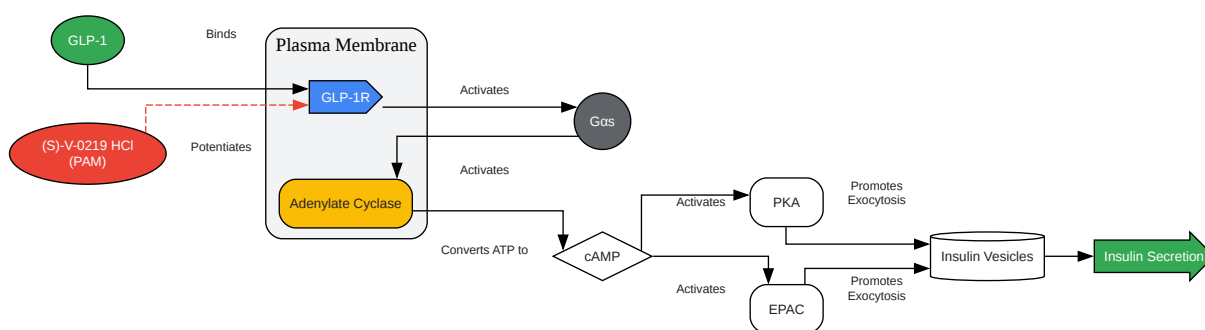 GLP-1
Binds
Plasma Membrane
GLP-1R
Activates
Gαs
(S)-V-0219 HCl
(PAM)
Potentiates
Activates
Adenylate Cyclase
Converts ATP to
cAMP
Activates
PKA
Promotes
Exocytosis
Activates
EPAC
Promotes
Exocytosis
Insulin Vesicles
Insulin Secretion